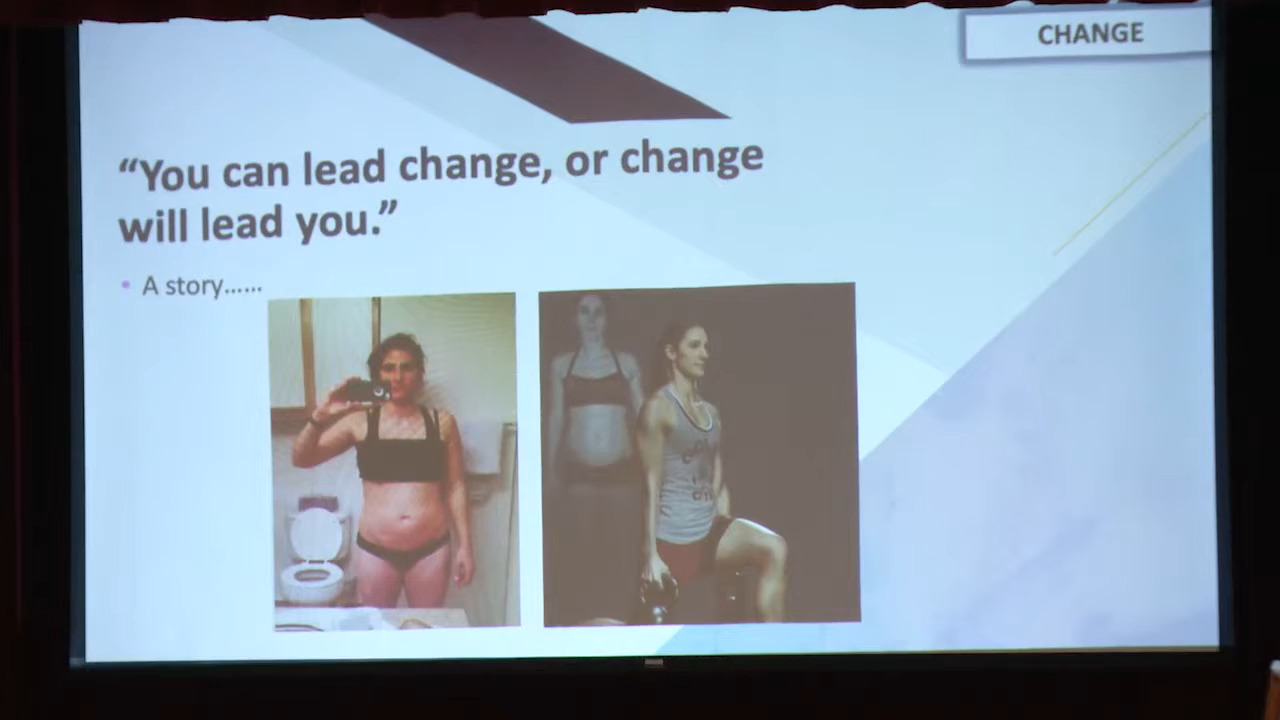 CHANGE
“You can lead change, or change
will lead you.”
• A story......